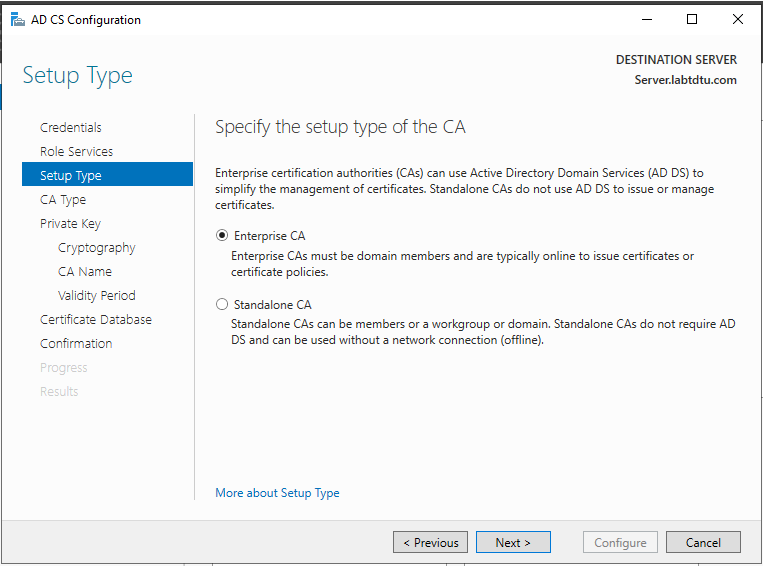 AD CS Configuration
DESTINATION SERVER
Server.labtdtu.com
Setup Type
Credentials
Role Services
Setup Type
CA Type
Private Key
Cryptography
CA Name
Validity Period
Certificate Database
Confirmation
Progress
Results
Specify the setup type of the CA
Enterprise certification authorities (CAs) can use Active Directory Domain Services (AD DS) to
simplify the management of certificates. Standalone CAs do not use AD DS to issue or manage
certificates.
Enterprise CA
Enterprise CAs must be domain members and are typically online to issue certificates or
certificate policies.
Standalone CA
Standalone CAs can be members or a workgroup or domain. Standalone CAs do not require AD
DS and can be used without a network connection (offline).
More about Setup Type
< Previous
Next >
Configure
Cancel